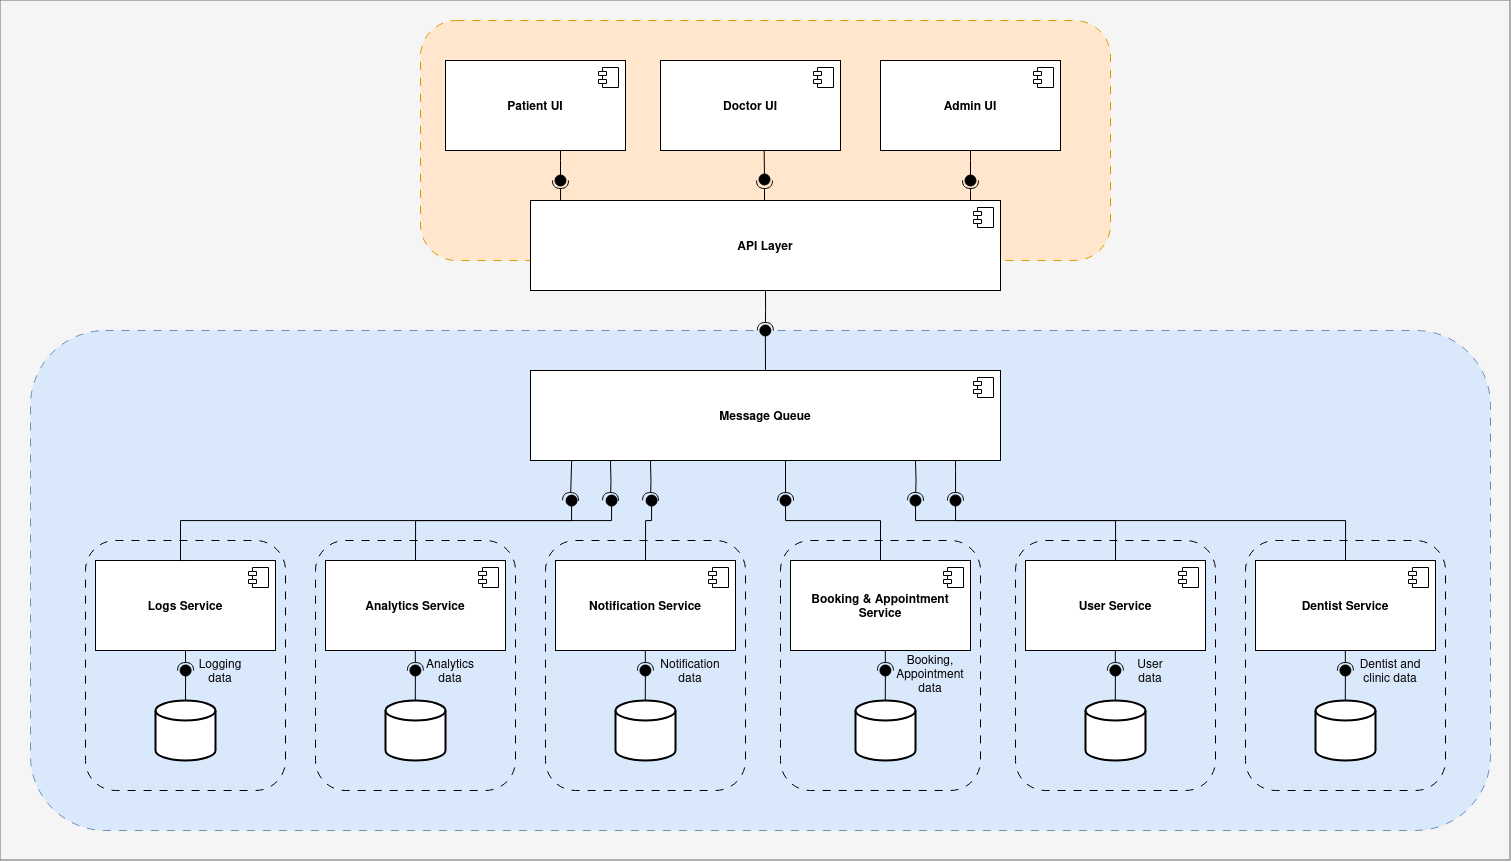 Patient UI
Doctor UI
Admin UI
API Layer
Message Queue
Logs Service
Analytics Service
Notification Service
Booking & Appointment
Service
User Service
Dentist Service
Logging
data
Analytics
data
Notification
data
Booking,
Appointment
data
User
data
Dentist and
clinic data